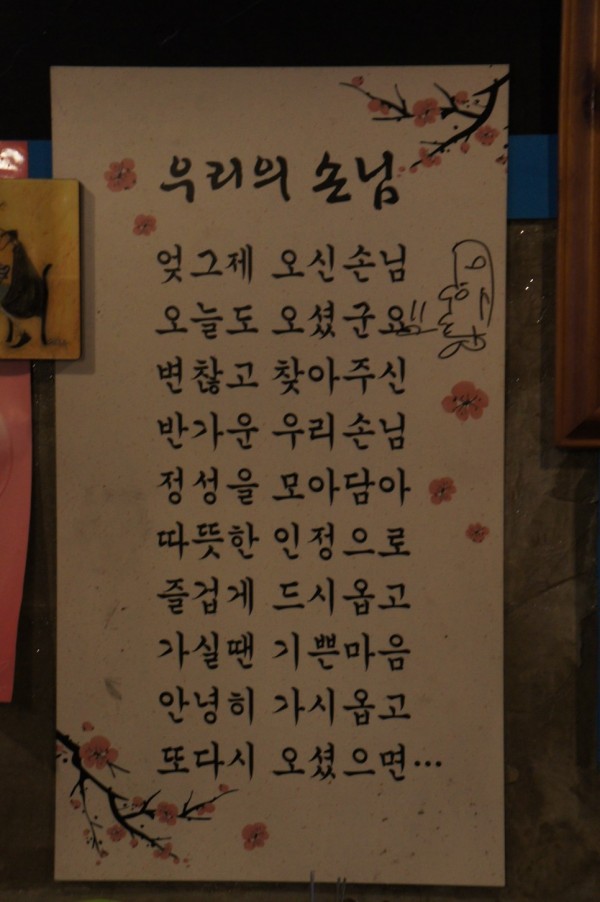 우리의 손님
엊그제 오신손님
오늘도 오셨군요!!
변찮고 찾아주신
반가운 우리손님
정성을 모아담아
따뜻한 인정으로
즐겁게 드시옵고
가실땐 기쁜마음
안녕히 가시옵고
또다시 오셨으면...